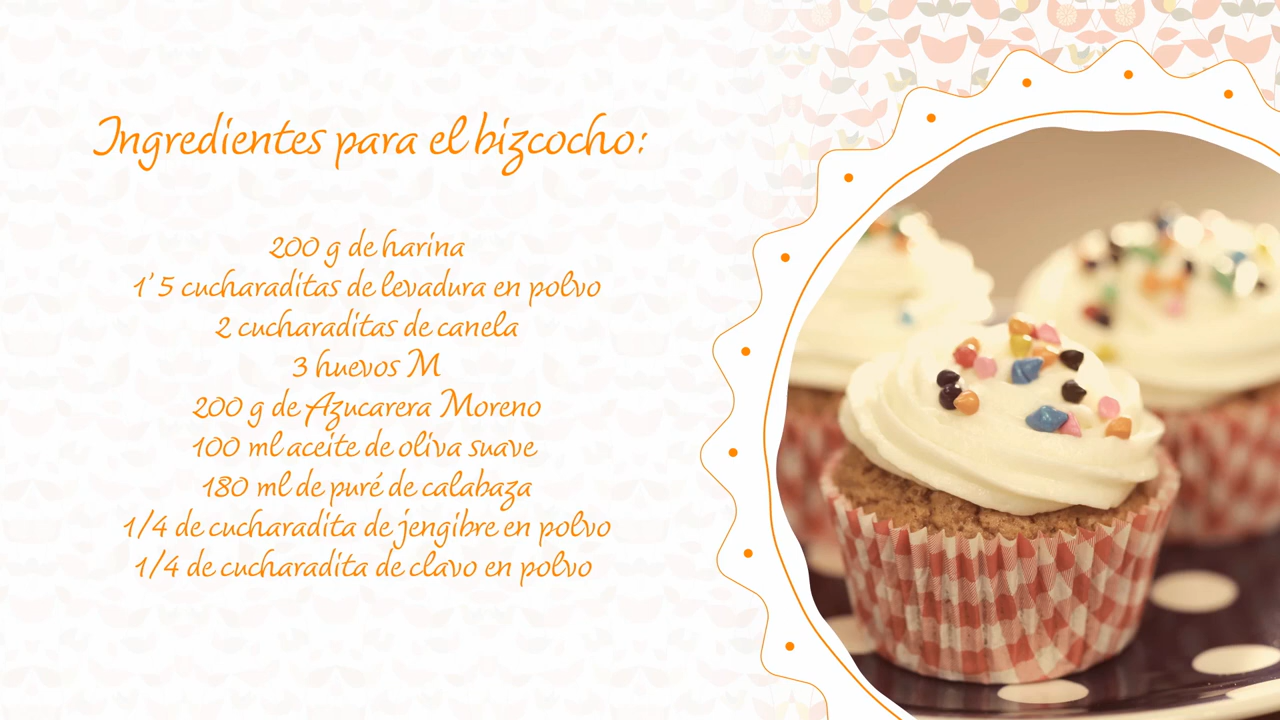 Ingredientes para el bizcocho:
200 g de harina
1'5 cucharaditas de levadura en polvo
2 cucharaditas de canela
3 huevos M
200 g de Azucarera Moreno
100 ml aceite de oliva suave
180 ml de puré de calabaza
1/4 de cucharadita de jengibre en polvo
1/4 de cucharadita de clavo en polvo